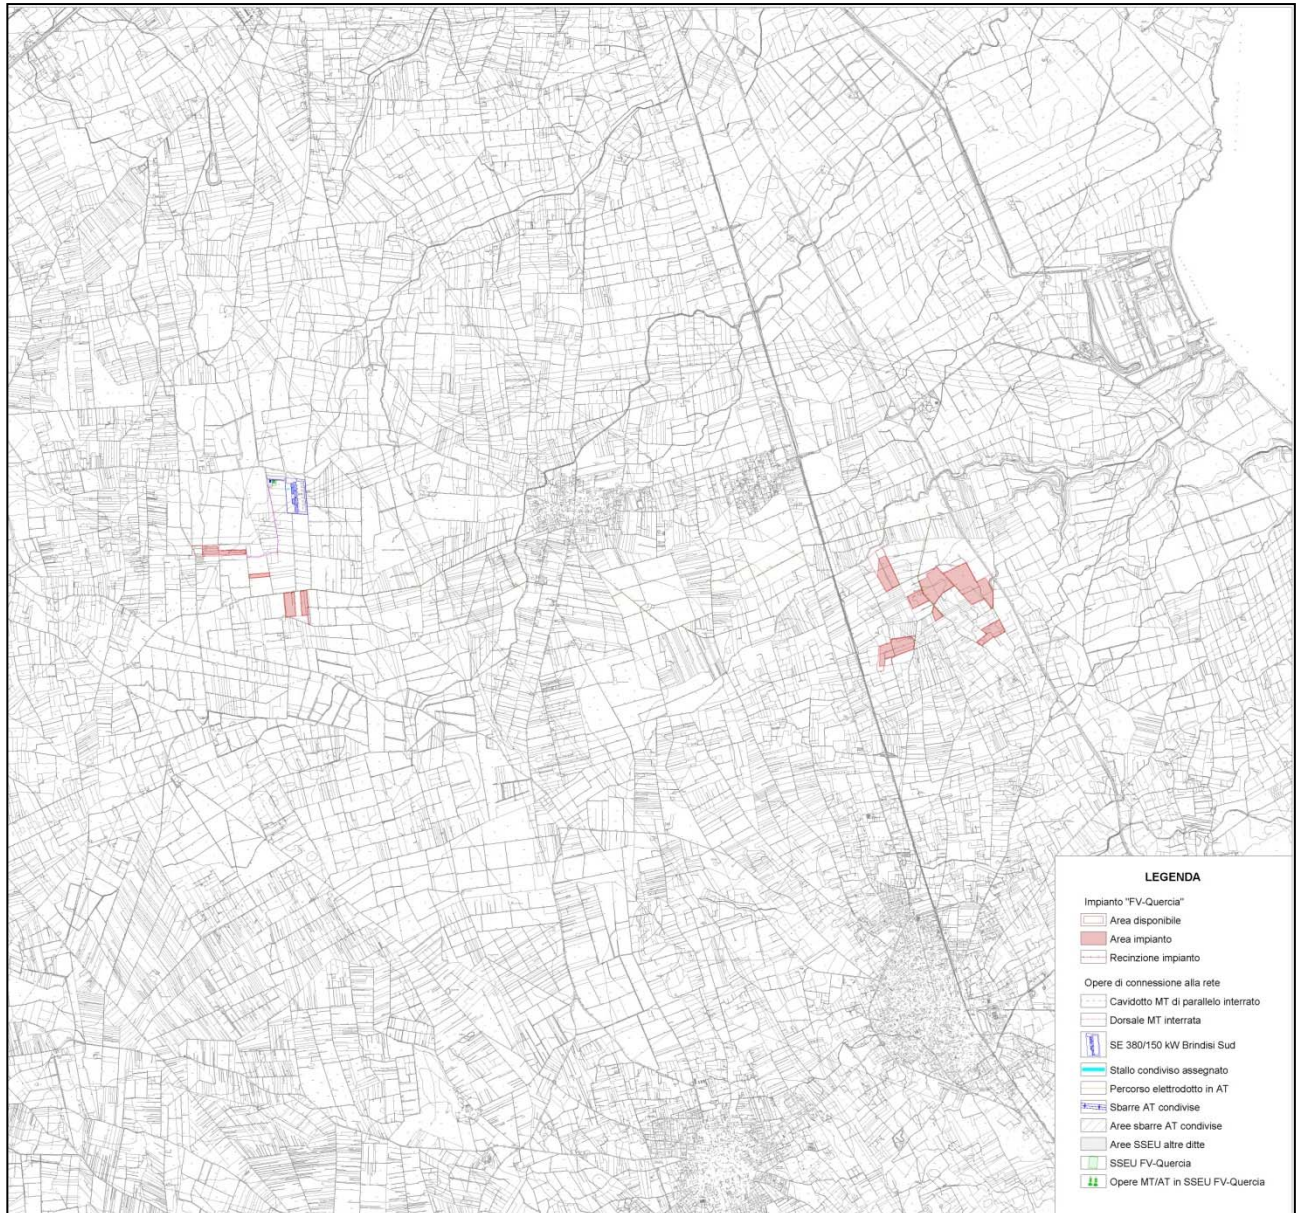 LEGENDA
Impianto "FV-Quercia"
Area disponibile
Area impianto
Recinzione impianto
Opere di connessione alla rete
Cavidotto MT di parallelo interrato
Dorsale MT interrata
SE 380/150 kW Brindisi Sud
Stallo condiviso assegnato
Percorso elettrodotto in AT
Sbarre AT condivise
Aree sbarre AT condivise
Aree SSEU altre ditte
SSEU FV-Quercia
Opere MT/AT in SSEU FV-Quercia